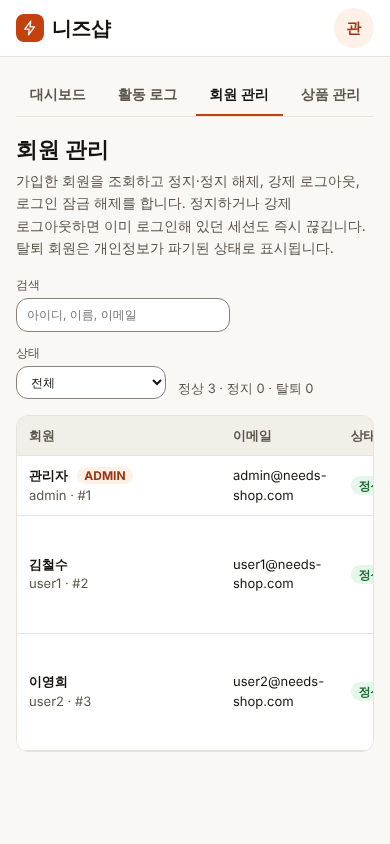 니즈샵
관
대시보드 활동 로그 회원 관리 상품 관리
회원 관리
가입한 회원을 조회하고 정지·정지 해제, 강제 로그아웃,
로그인 잠금 해제를 합니다. 정지하거나 강제
로그아웃하면 이미 로그인해 있던 세션도 즉시 끊깁니다.
탈퇴 회원은 개인정보가 파기된 상태로 표시됩니다.
검색
아이디, 이름, 이메일
상태
전체 정상 3 · 정지 0 · 탈퇴 0
회원 이메일
관리자 ADMIN
admin · #1
admin@needs-
shop.com
김철수
user1 · #2
user1@needs-
shop.com
이영희
user2 · #3
user2@needs-
shop.com